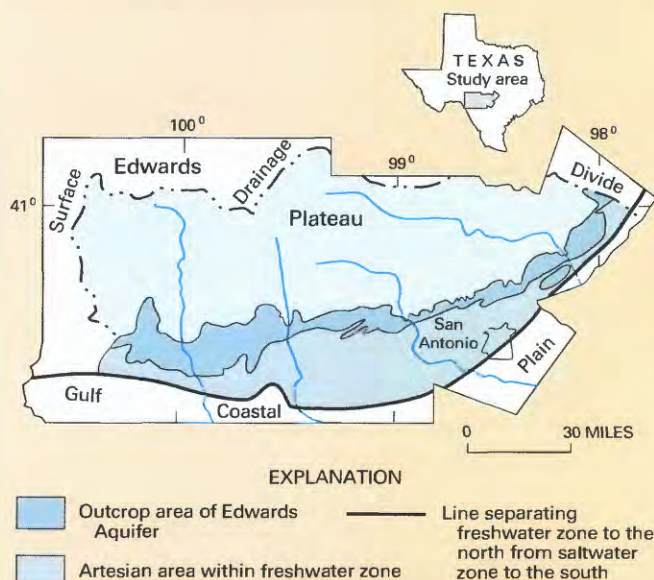 TEXAS
Study area
100°
98°
99°
41°
Edwards
Drainage
Divide
Surface
Plateau
San
Antonio
Plain
Gulf
Coastal
0 30 MILES
EXPLANATION
Outcrop area of Edwards
Aquifer
Artesian area within freshwater zone
Line separating
freshwater zone to the
north from saltwater
zone to the south